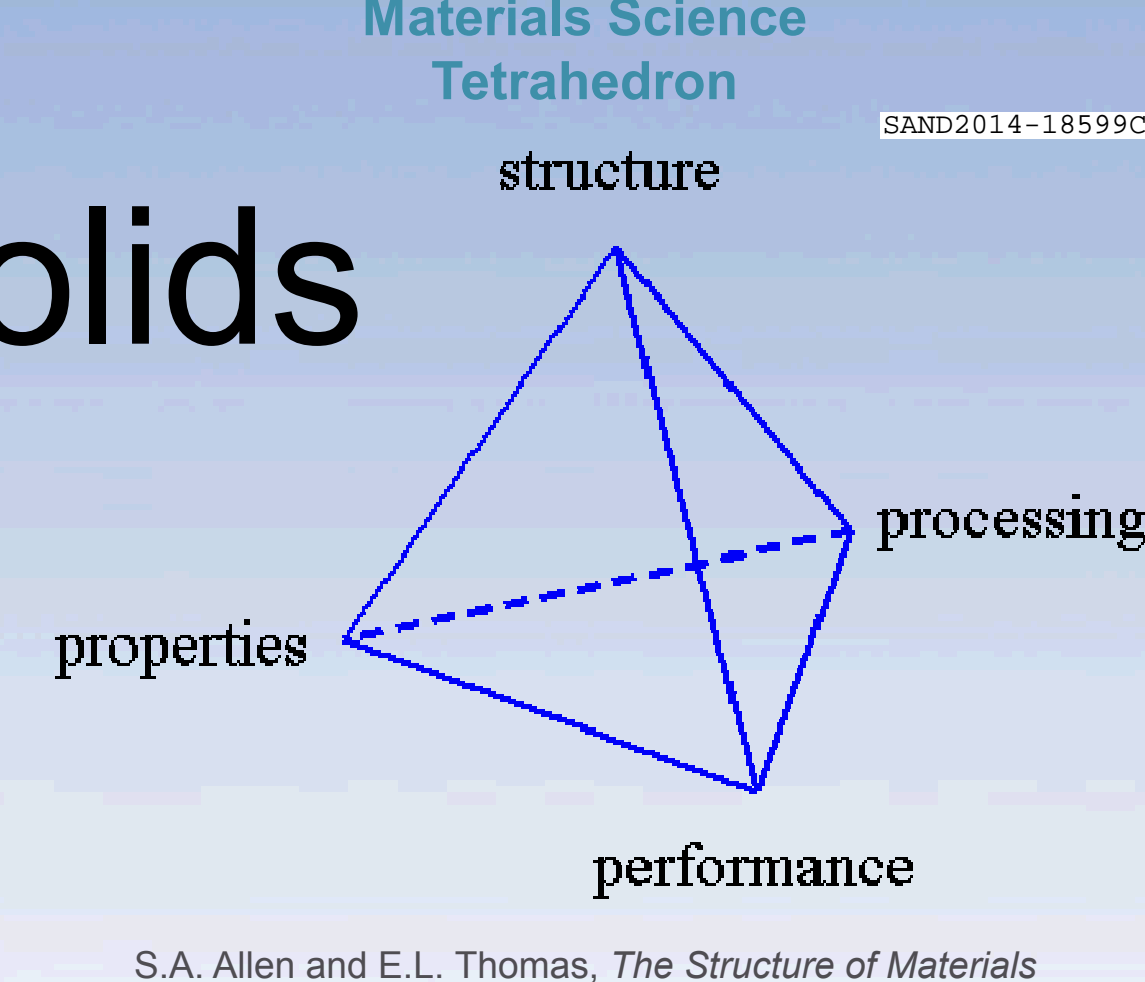 Materials Science
Tetrahedron
SAND2014-18599C
structure
olids
processing
properties
performance
S.A. Allen and E.L. Thomas, The Structure of Materials